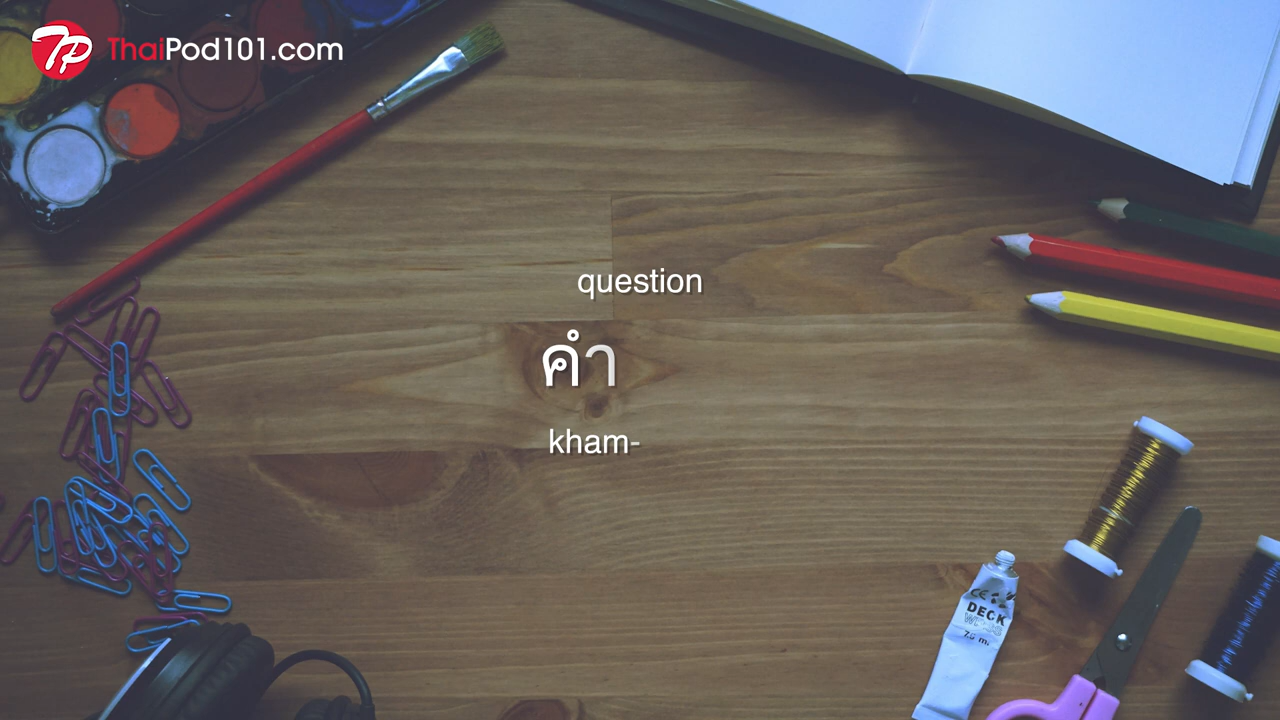 ThaiPod101.com
question
คำ
kham-
DECK